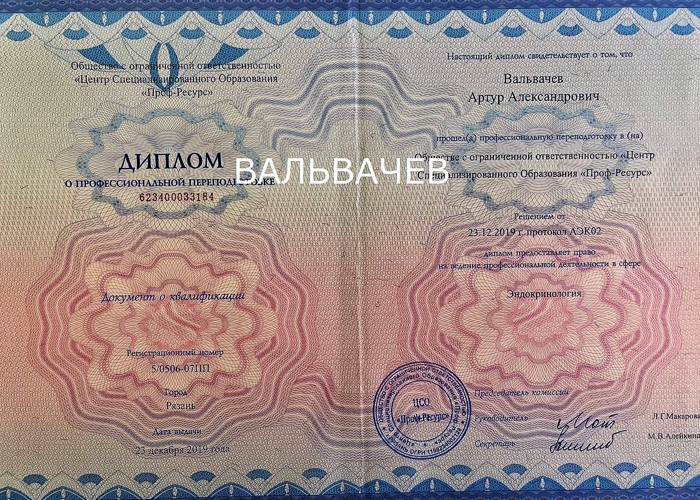 Общество с ограниченной ответственностью
«Центр Специализированного Образования
«Проф-Ресурс»
ДИПЛОМ
О ПРОФЕССИОНАЛЬНОЙ ПЕРЕПОДГОТОВКЕ
623400033184
Документ о квалификации
Регистрационный номер
5/0506-07ПП
Город
Рязань
Дата выдачи
23 декабря 2019 года
ВАЛЬВАЧЕВ
Настоящий диплом свидетельствует о том, что
Вальвачев
Артур Александрович
прошел(а) профессиональную переподготовку в (на)
Обществе с ограниченной ответственностью «Центр
Специализированного Образования «Проф-Ресурс»
Решением от
23.12.2019 г. протокол АЭК02
диплом предоставляет право
на ведение профессиональной деятельности в сфере
Эндокринология
Председатель комиссии
Руководитель
Л.Г.Макарова
Секретарь
М.В.Алейкина
ЦСО
«Проф-Ресурс»